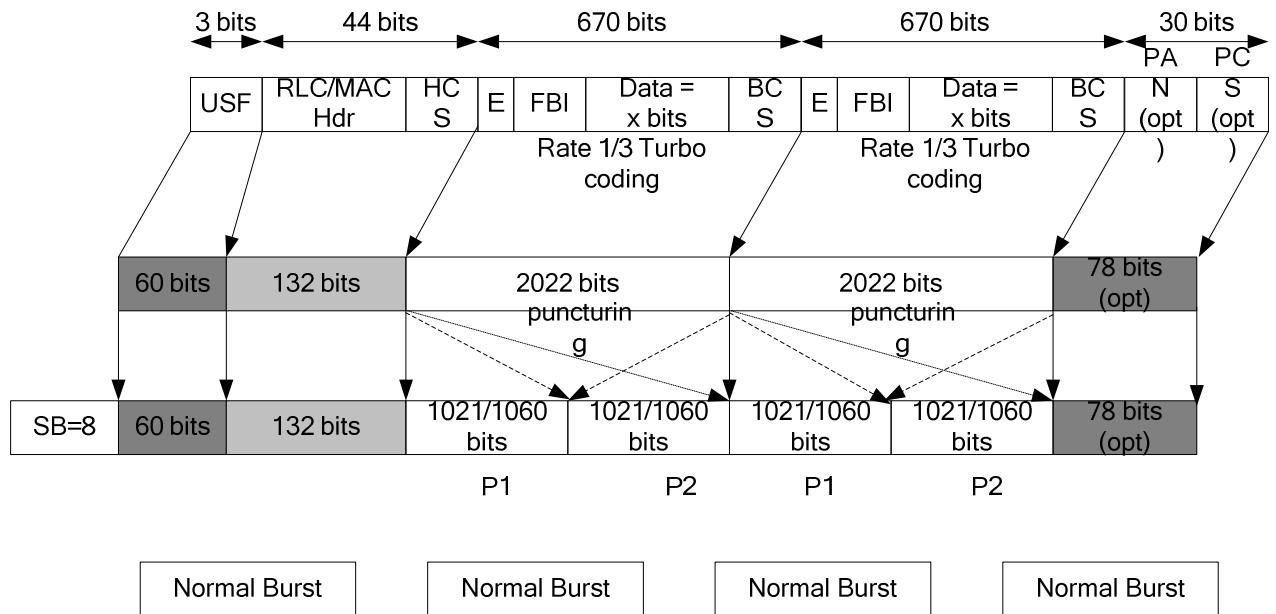 3 bits 44 bits 670 bits 670 bits 30 bits
USF
RLC/MAC
Hdr
HC
S
E
FBI
Data =
x bits
BC
S
E
FBI
Data =
x bits
BC
S
PA
N
(opt
)
PC
S
(opt
)
Rate 1/3 Turbo
coding
Rate 1/3 Turbo
coding
60 bits
132 bits
2022 bits
puncturin
g
2022 bits
puncturin
g
78 bits
(opt)
SB=8
60 bits
132 bits
1021/1060
bits
1021/1060
bits
1021/1060
bits
1021/1060
bits
78 bits
(opt)
P1 P2 P1 P2
Normal Burst Normal Burst Normal Burst Normal Burst